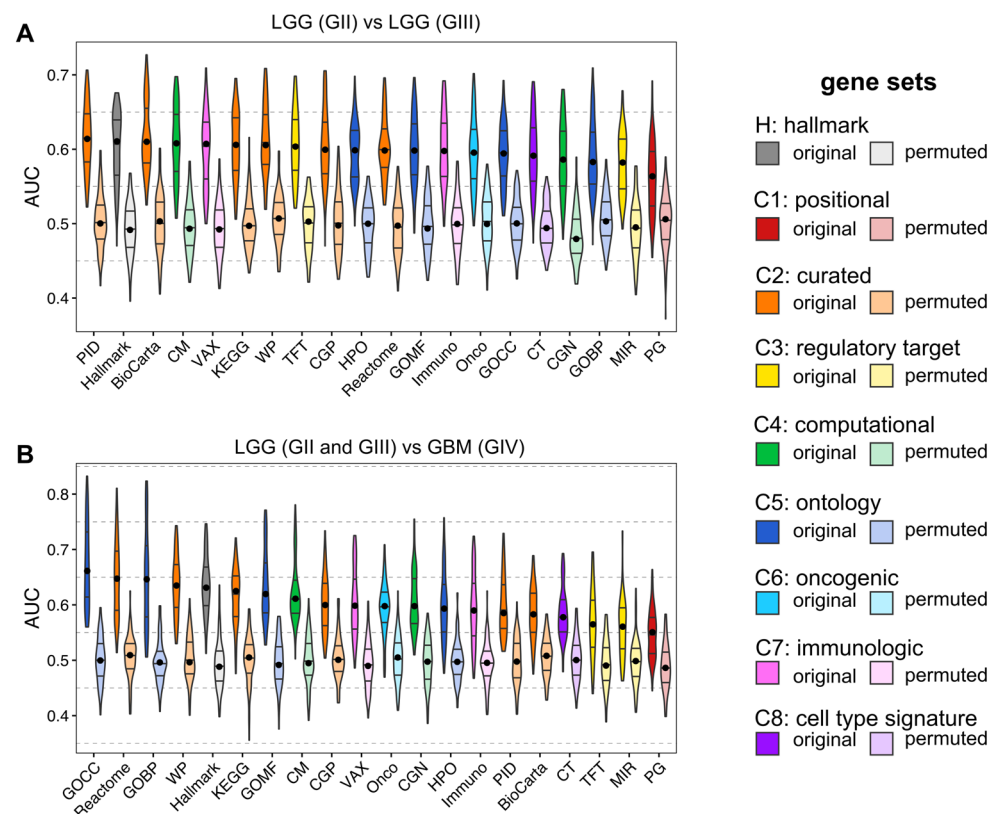 A
LGG (GII) vs LGG (GIII)
AUC
0.7
0.6
0.5
0.4
PID
Hallmark
BioCarta
CM
VAX
KEGG
WP
TFT
CGP
HPO
Reactome
GOMF
Immuno
Onco
GOCC
CT
CGN
GOBP
MIR
PG
B
LGG (GII and GIII) vs GBM (GIV)
AUC
0.8
0.7
0.6
0.5
0.4
GOCC
Reactome
GOBP
WP
Hallmark
KEGG
GOMF
CM
CGP
VAX
Onco
CGN
HPO
Immuno
PID
BioCarta
CT
TFT
MIR
PG
gene sets
H: hallmark
original permuted
C1: positional
original permuted
C2: curated
original permuted
C3: regulatory target
original permuted
C4: computational
original permuted
C5: ontology
original permuted
C6: oncogenic
original permuted
C7: immunologic
original permuted
C8: cell type signature
original permuted